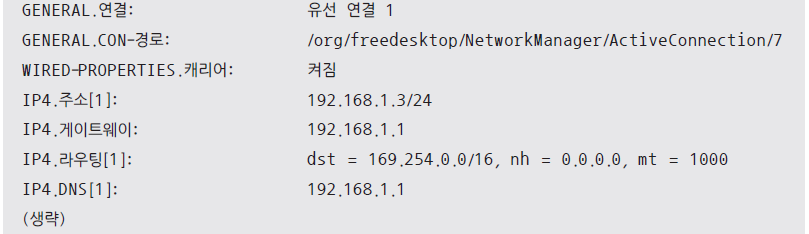 GENERAL.연결: 유선 연결 1
GENERAL.CON-경로: /org/freedesktop/NetworkManager/ActiveConnection/7
WIRED-PROPERTIES.캐리어: 켜짐
IP4.주소[1]: 192.168.1.3/24
IP4.게이트웨이: 192.168.1.1
IP4.라우팅[1]: dst = 169.254.0.0/16, nh = 0.0.0.0, mt = 1000
IP4.DNS[1]: 192.168.1.1
(생략)